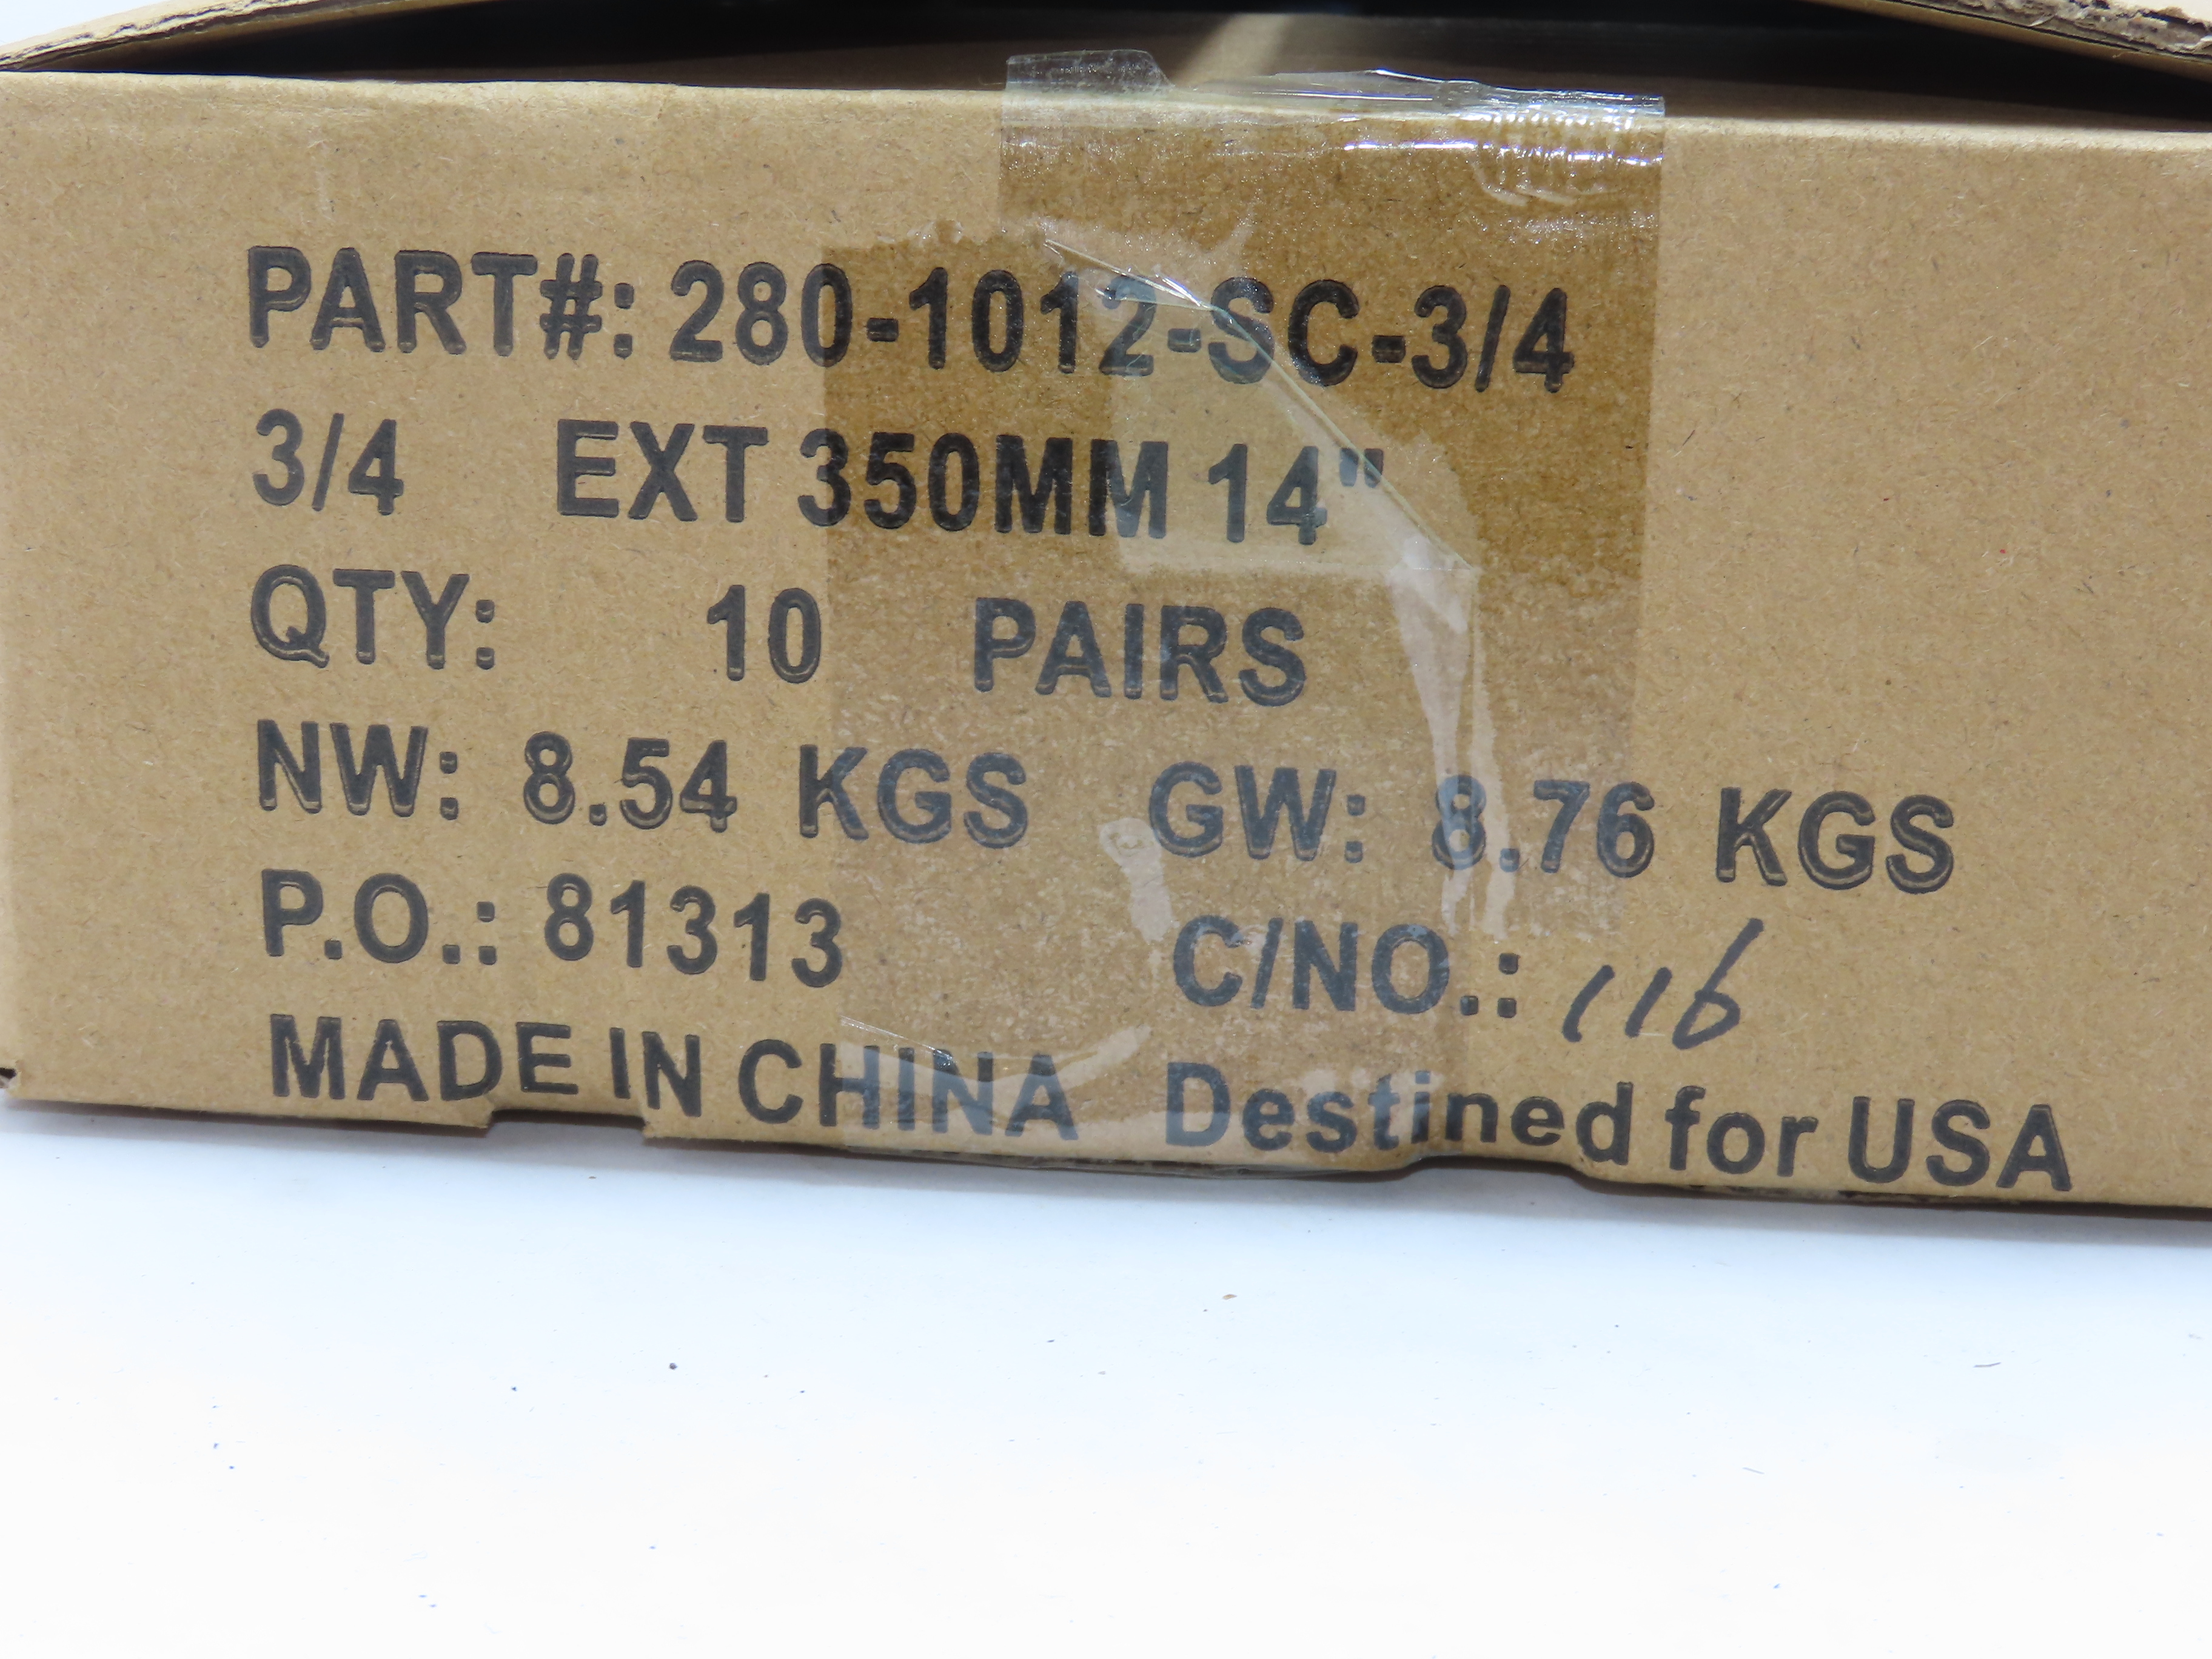 PART#: 280-1012-SC-3/4
3/4 EXT 350MM 14"
QTY: 10 PAIRS
NW: 8.54 KGS GW: 8.76 KGS
P.O.: 81313 C/NO.: 116
MADE IN CHINA Destined for USA